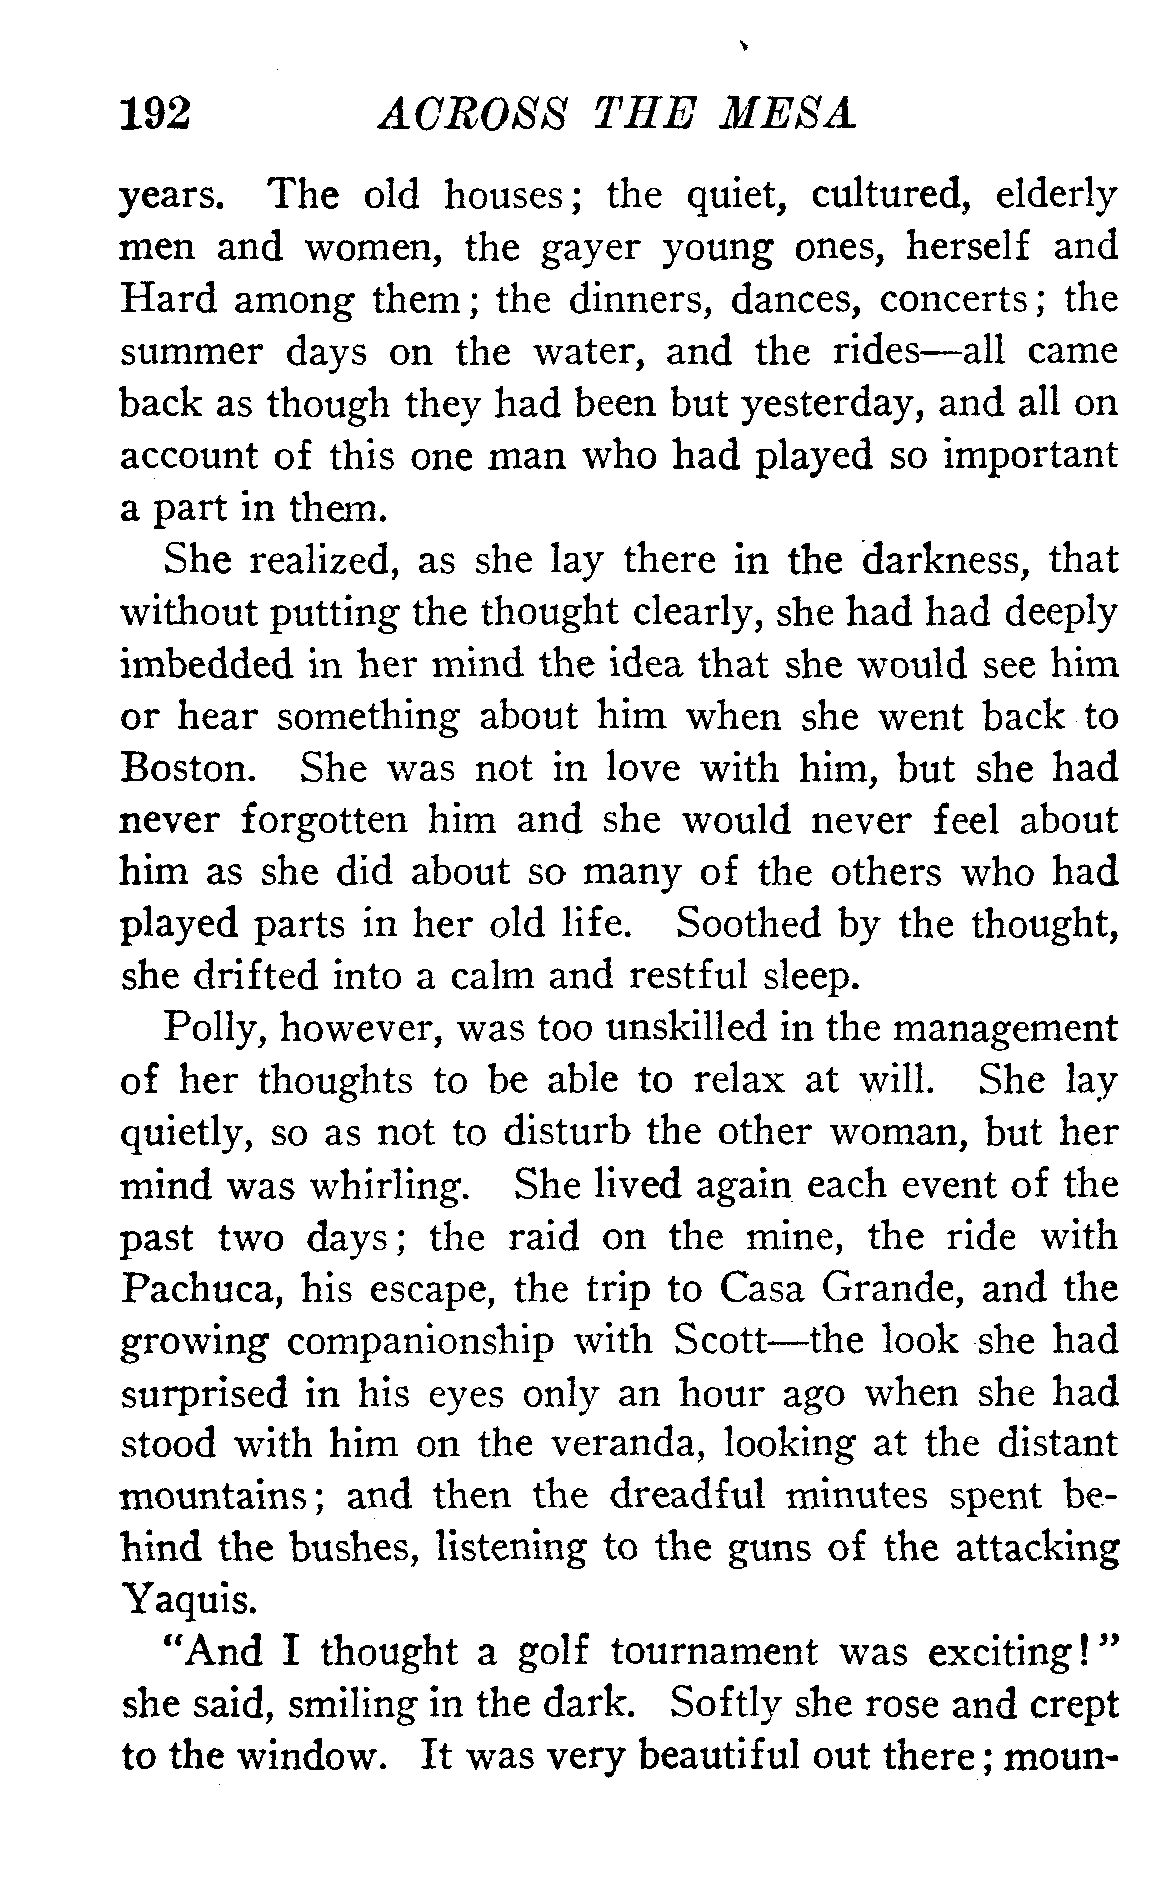 192 ACROSS THE MESA
years. The old houses; the quiet, cultured, elderly
men and women, the gayer young ones, herself and
Hard among them; the dinners, dances, concerts; the
summer days on the water, and the rides—all came
back as though they had been but yesterday, and all on
account of this one man who had played so important
a part in them.
She realized, as she lay there in the darkness, that
without putting the thought clearly, she had had deeply
imbedded in her mind the idea that she would see him
or hear something about him when she went back to
Boston. She was not in love with him, but she had
never forgotten him and she would never feel about
him as she did about so many of the others who had
played parts in her old life. Soothed by the thought,
she drifted into a calm and restful sleep.
Polly, however, was too unskilled in the management
of her thoughts to be able to relax at will. She lay
quietly, so as not to disturb the other woman, but her
mind was whirling. She lived again each event of the
past two days; the raid on the mine, the ride with
Pachuca, his escape, the trip to Casa Grande, and the
growing companionship with Scott—the look she had
surprised in his eyes only an hour ago when she had
stood with him on the veranda, looking at the distant
mountains; and then the dreadful minutes spent be-
hind the bushes, listening to the guns of the attacking
Yaquis.
"And I thought a golf tournament was exciting!"
she said, smiling in the dark. Softly she rose and crept
to the window. It was very beautiful out there; moun-